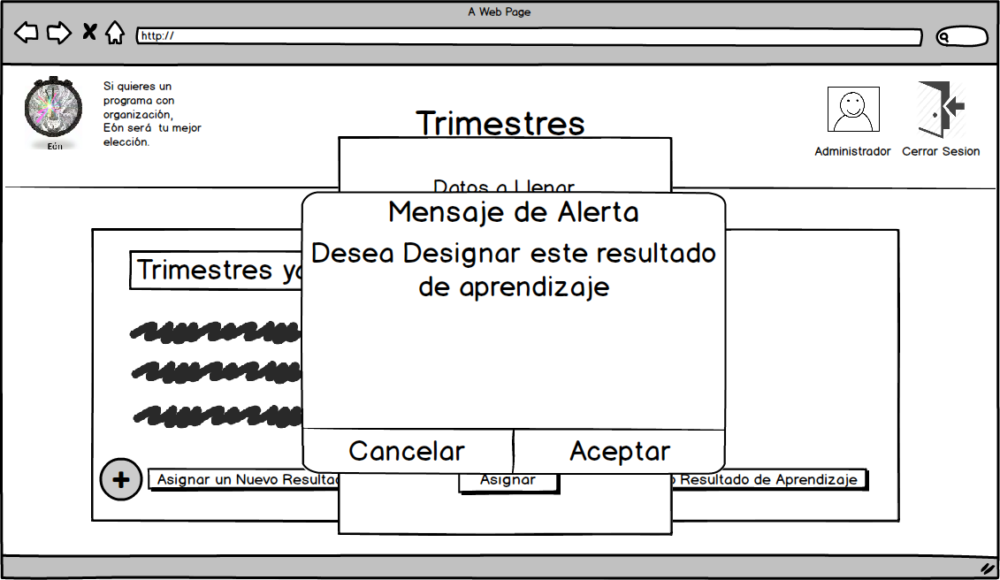 A Web Page
http://
Si quieres un
programa con
organización,
Eón será tu mejor
elección.
Eón
Trimestres
Administrador
Cerrar Sesion
Datos a Llenar
Mensaje de Alerta
Desea Designar este resultado
de aprendizaje
Trimestres
Cancelar
Aceptar
Asignar un Nuevo
Asignar
Resultado de Aprendizaje